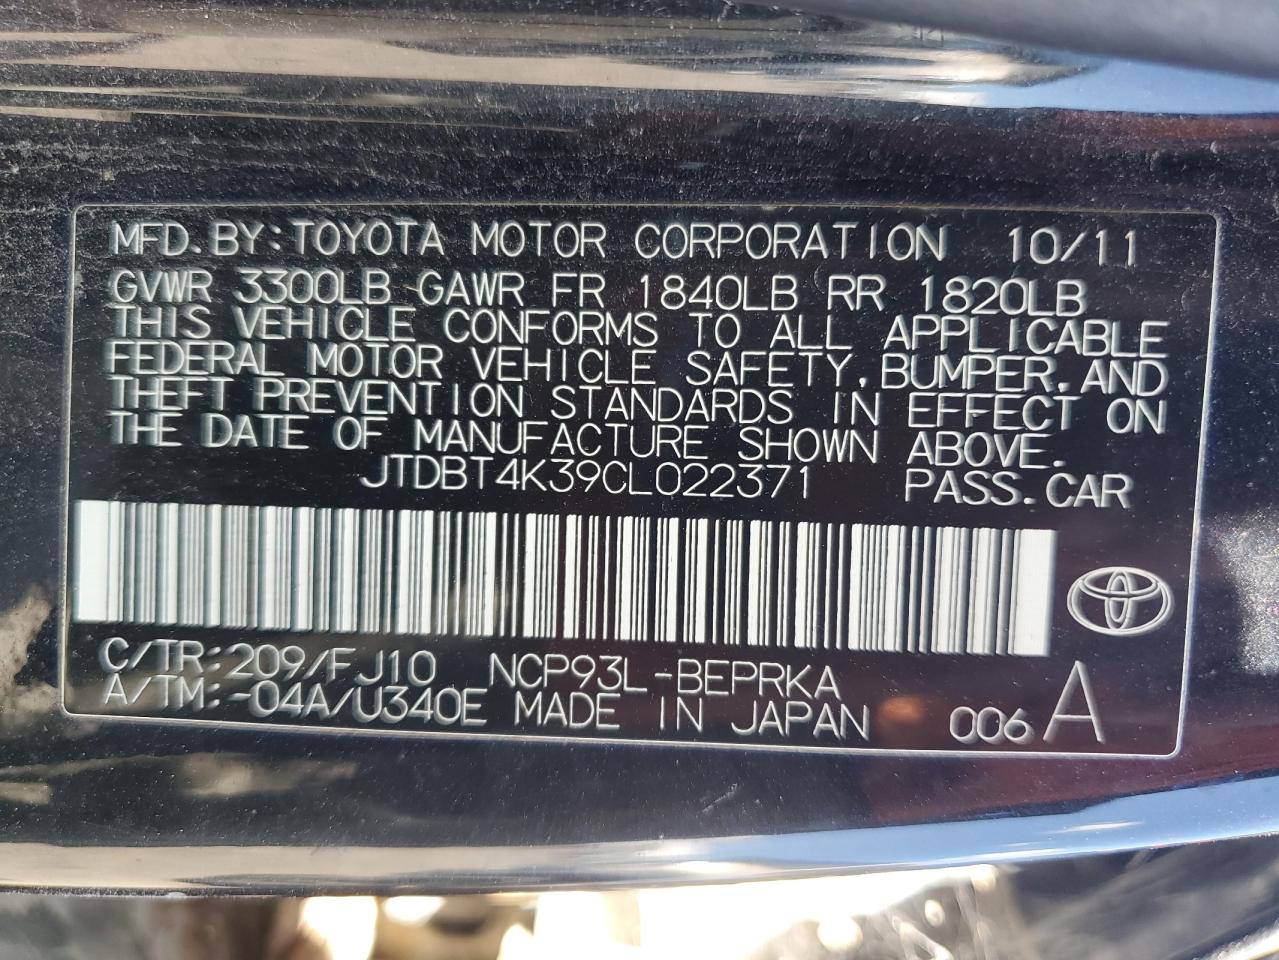 MFD.BY:TOYOTA MOTOR CORPORATION 10/11
GVWR 3300LB GAWR FR 1840LB RR 1820LB
THIS VEHICLE CONFORMS TO ALL APPLICABLE
FEDERAL MOTOR VEHICLE SAFETY,BUMPER,AND
THEFT PREVENTION STANDARDS IN EFFECT ON
THE DATE OF MANUFACTURE SHOWN ABOVE.
JTDBT4K39CL022371 PASS.CAR
C/TR:209/FJ10 NCP93L-BEPRKA
A/TM:-04A/U340E MADE IN JAPAN 006 A